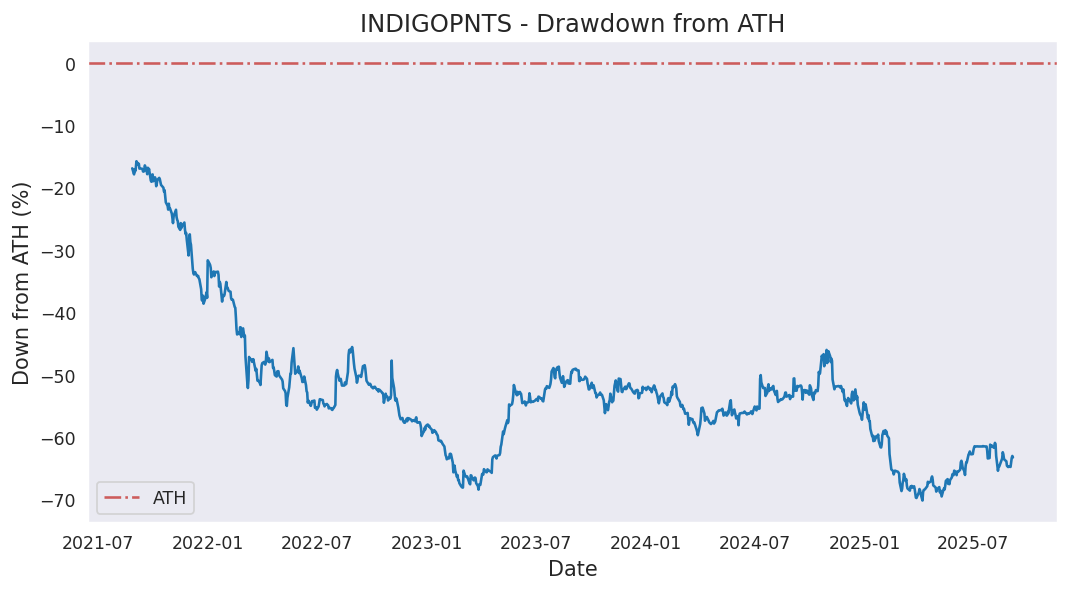 INDIGOPNTS - Drawdown from ATH
Down from ATH (%)
0
−10
−20
−30
−40
−50
−60
−70
ATH
2021-07 2022-01 2022-07 2023-01 2023-07 2024-01 2024-07 2025-01 2025-07
Date